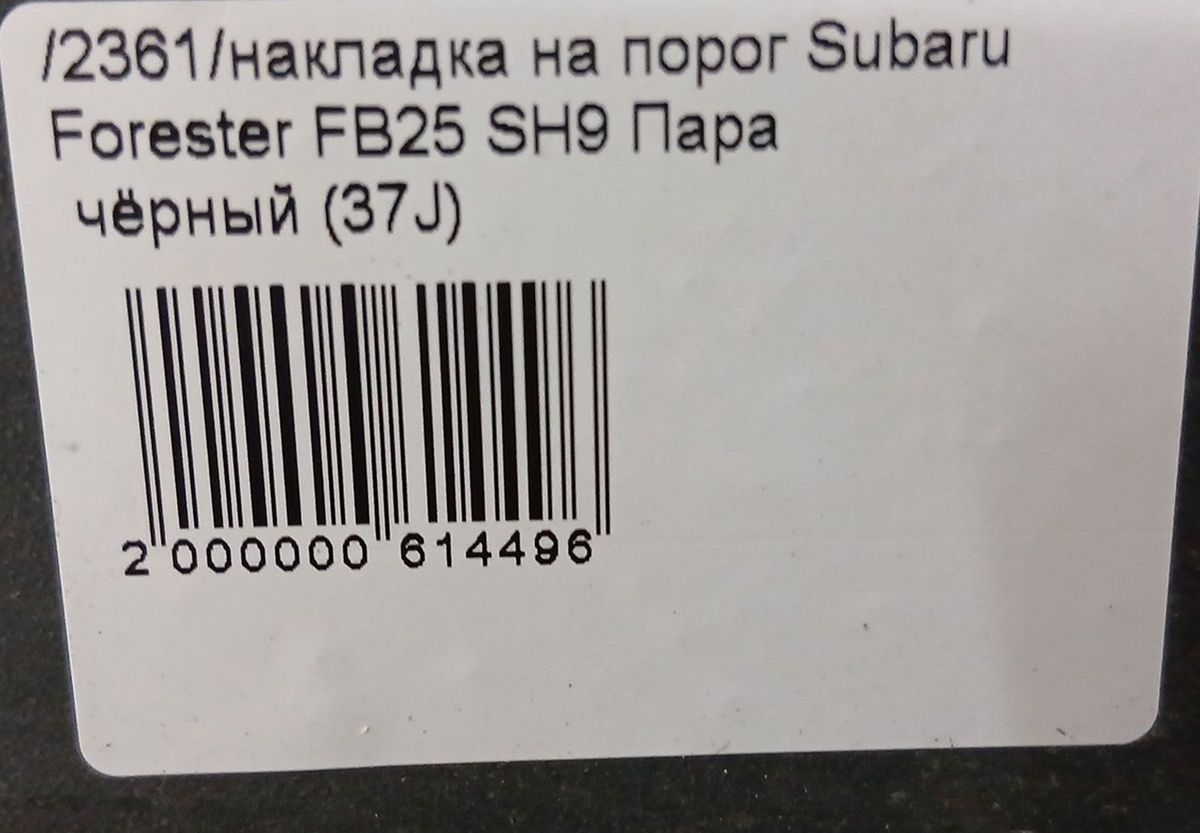 /2361/накладка на порог Subaru
Forester FB25 SH9 Пара
чёрный (37J)
2 000000 614496